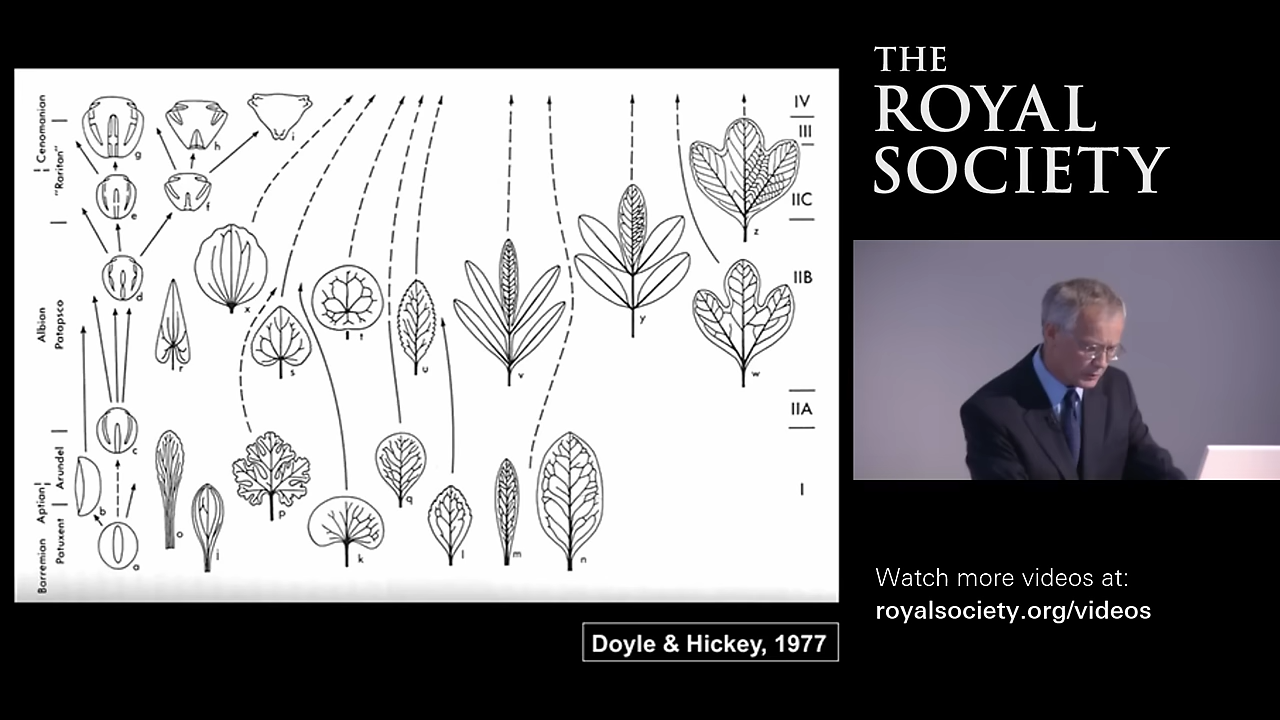 THE
ROYAL
SOCIETY
Cenomanian
"Raritan"
Albian
Patapsco
Aptian
Arundel
Barremian
Patuxent
IV
III
IIC
IIB
IIA
I
g
h
i
e
f
d
c
b
a
r
x
s
t
u
v
y
z
w
o
j
p
k
q
l
m
n
Doyle & Hickey, 1977
Watch more videos at:
royalsociety.org/videos